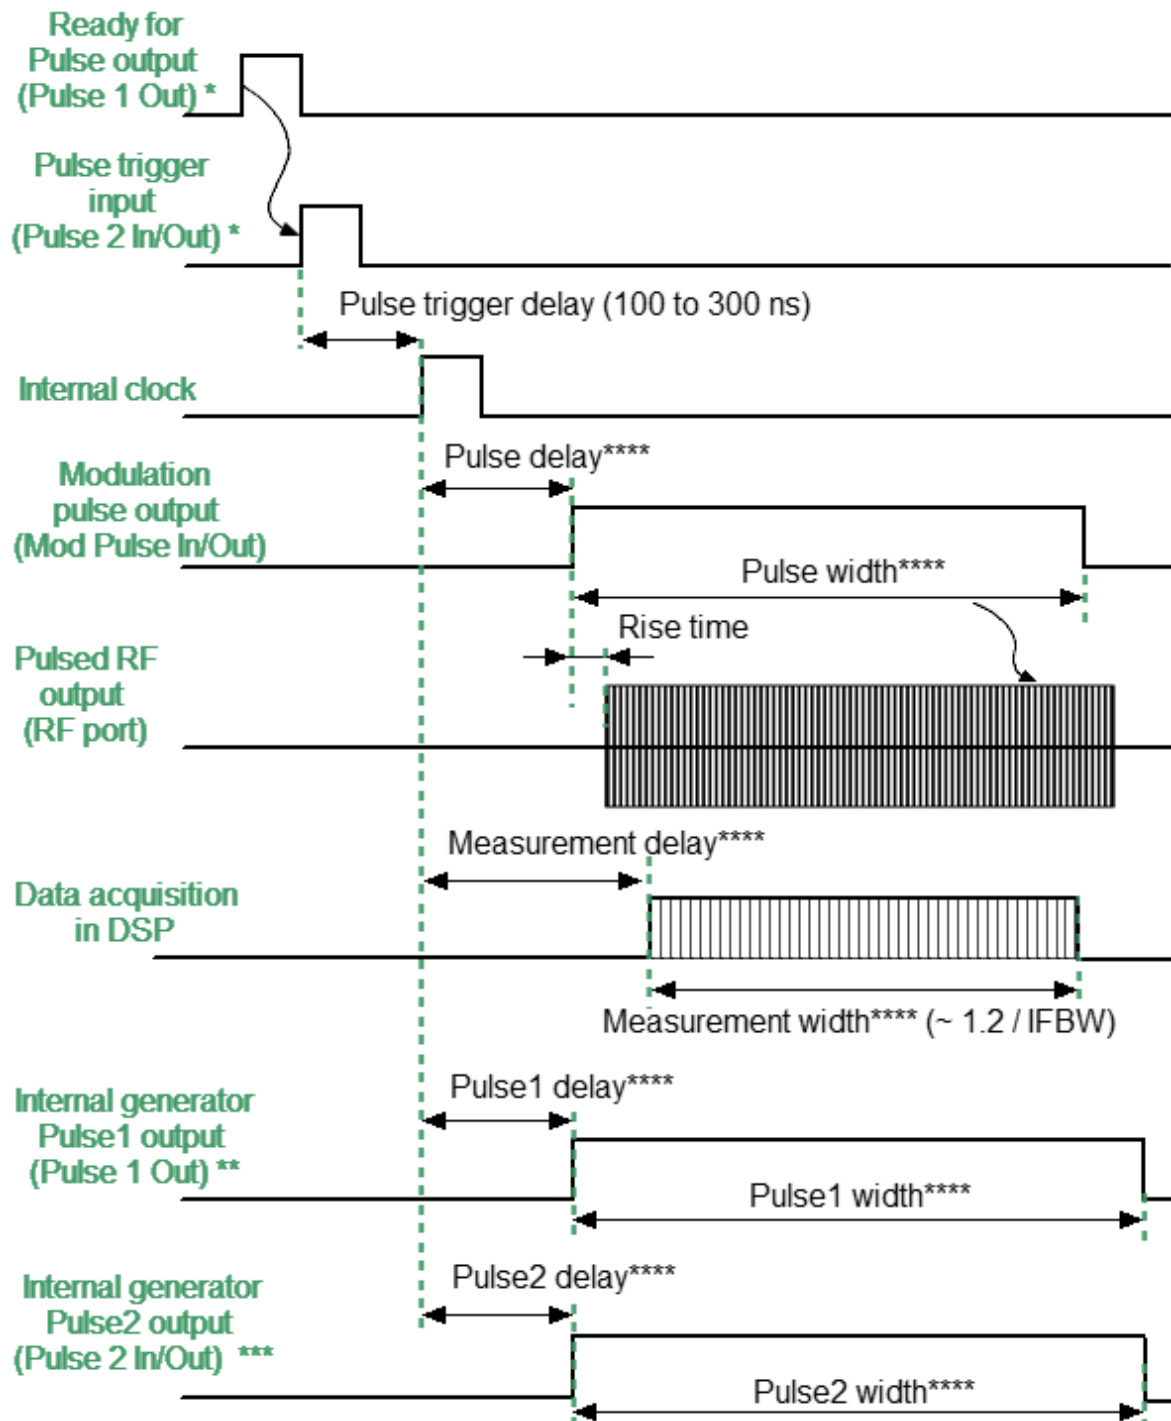 Ready for
Pulse output
(Pulse 1 Out) *
Pulse trigger
input
(Pulse 2 In/Out) *
Pulse trigger delay (100 to 300 ns)
Internal clock
Pulse delay****
Modulation
pulse output
(Mod Pulse In/Out)
Pulse width****
Rise time
Pulsed RF
output
(RF port)
Measurement delay****
Data acquisition
in DSP
Measurement width**** (~ 1.2 / IFBW)
Pulse1 delay****
Internal generator
Pulse1 output
(Pulse 1 Out) **
Pulse1 width****
Pulse2 delay****
Internal generator
Pulse2 output
(Pulse 2 In/Out) ***
Pulse2 width****